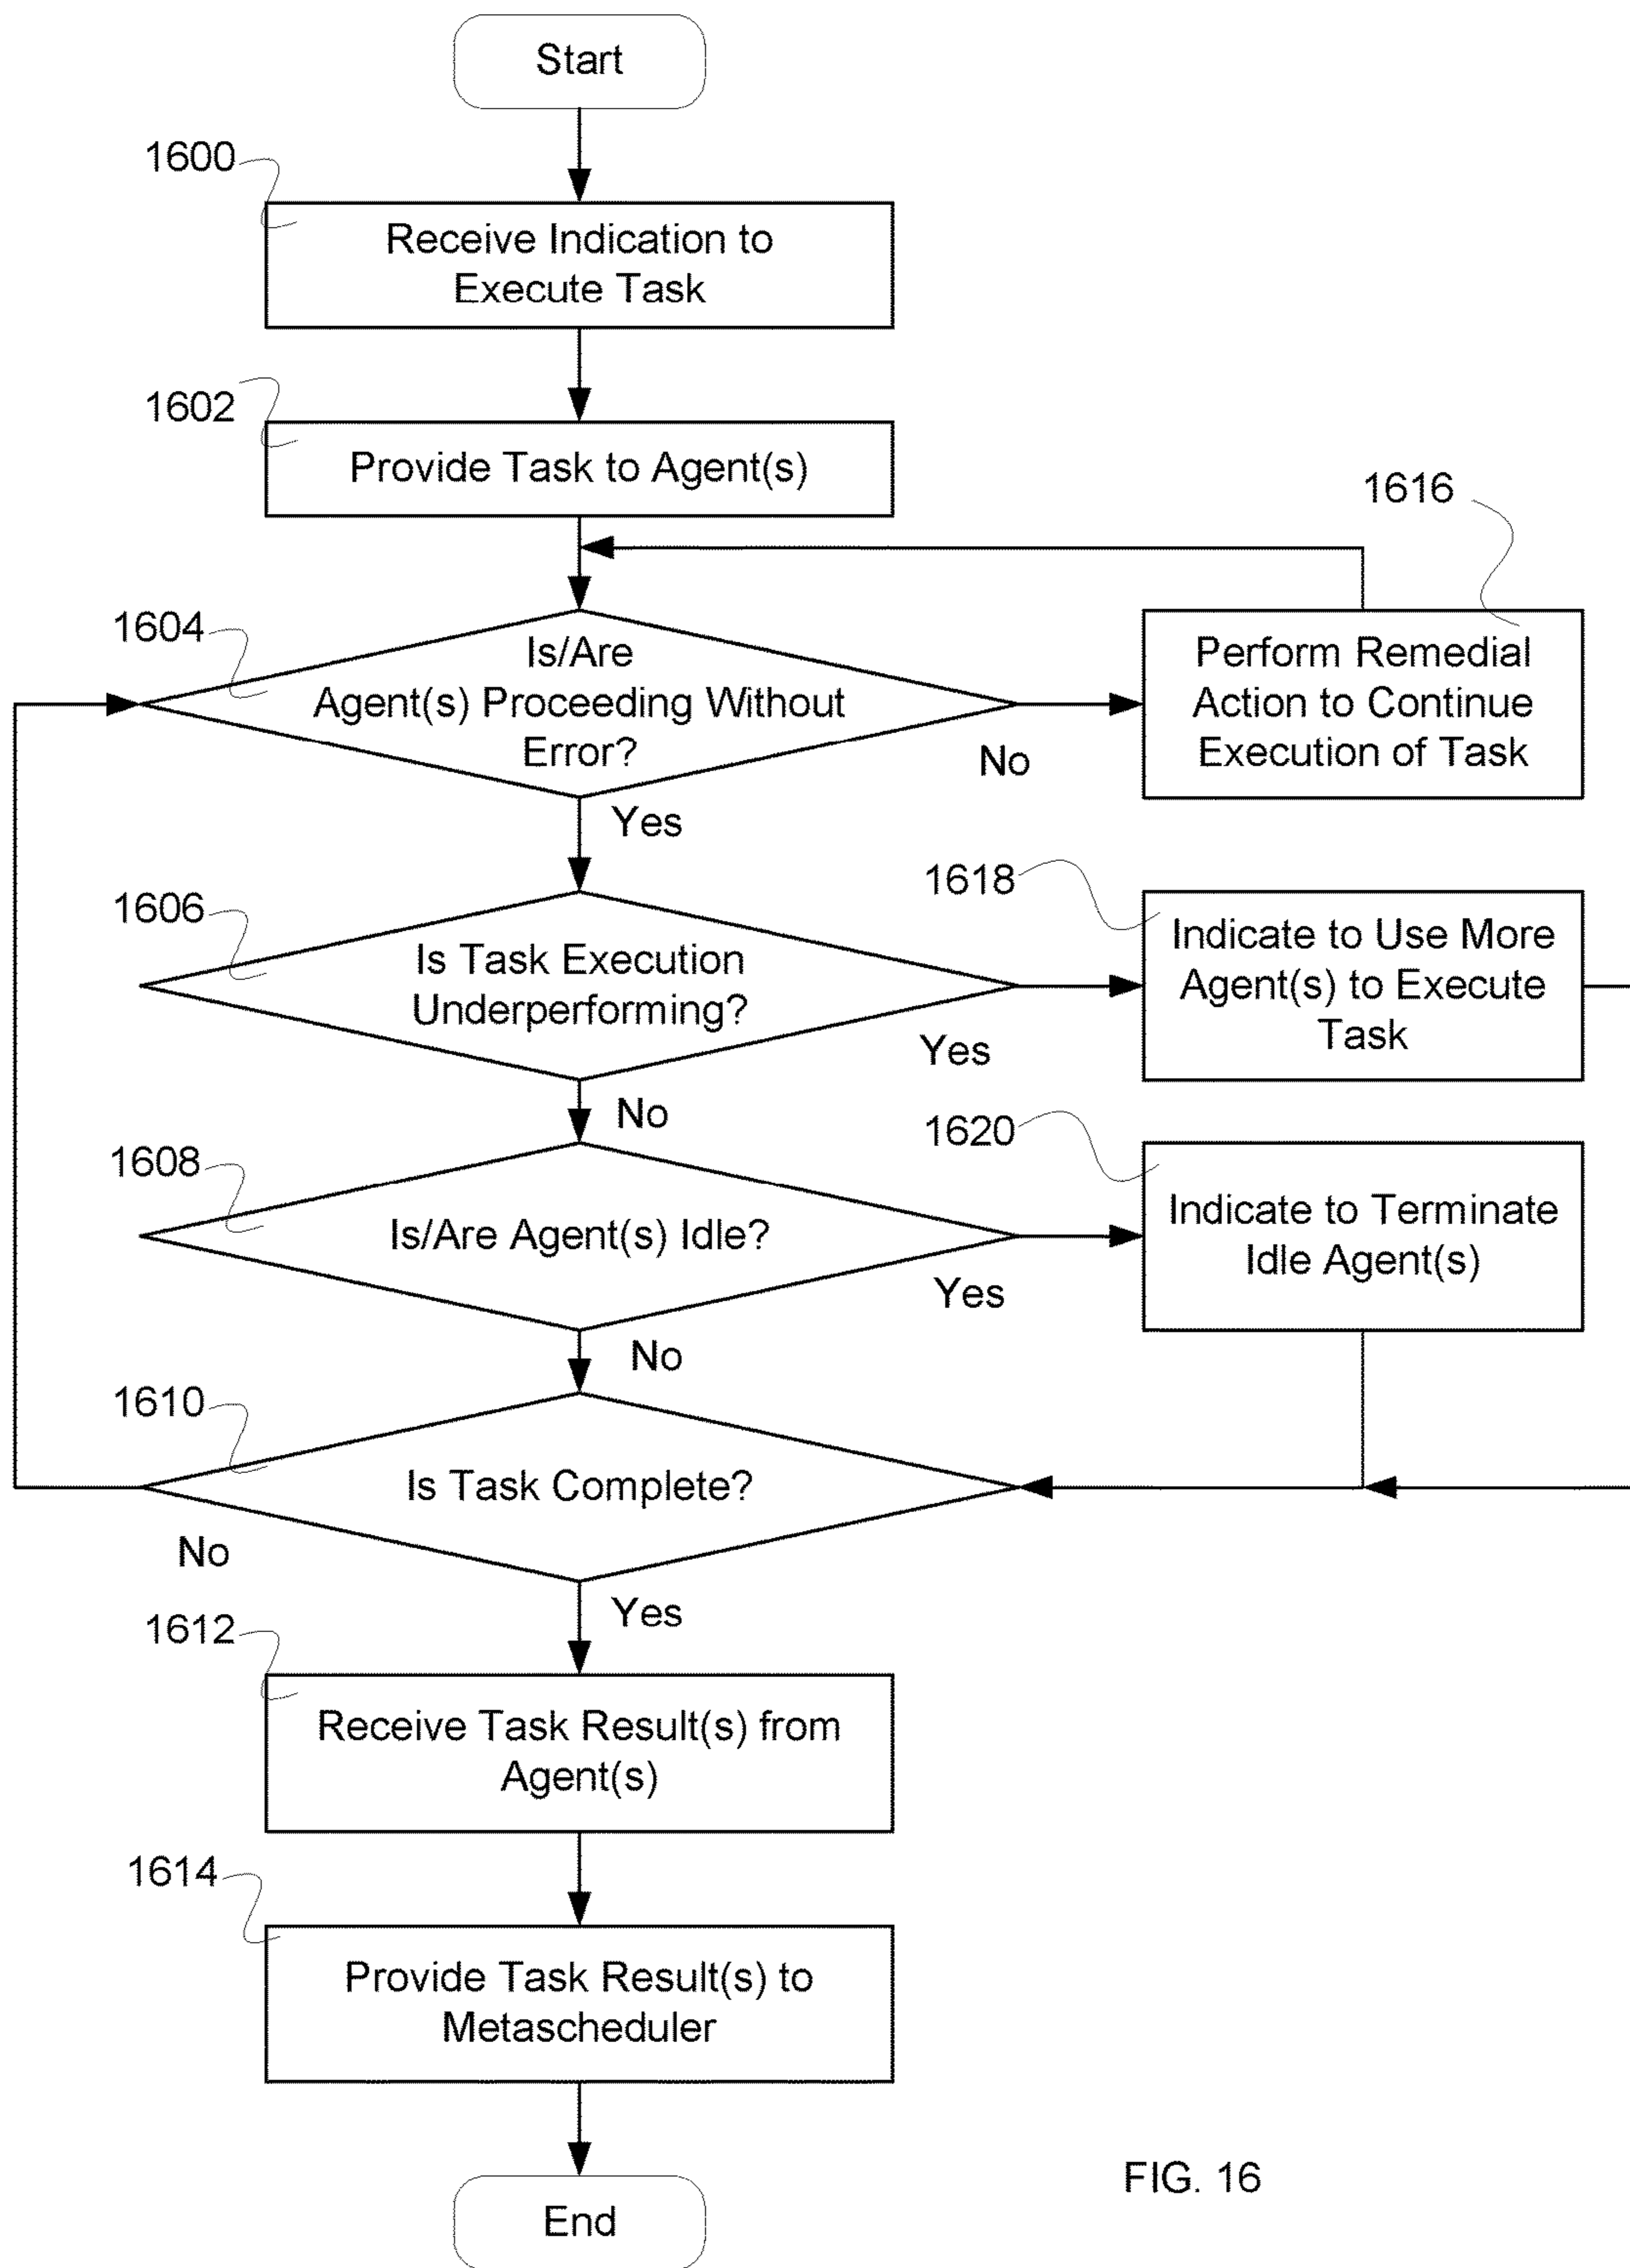 Start
1600
Receive Indication to
Execute Task
1602
Provide Task to Agent(s)
1616
1604
Is/Are
Agent(s) Proceeding Without
Error?
No
Perform Remedial
Action to Continue
Execution of Task
Yes
1606
Is Task Execution
Underperforming?
Yes
1618
Indicate to Use More
Agent(s) to Execute
Task
No
1608
Is/Are Agent(s) Idle?
Yes
1620
Indicate to Terminate
Idle Agent(s)
No
1610
Is Task Complete?
No
Yes
1612
Receive Task Result(s) from
Agent(s)
1614
Provide Task Result(s) to
Metascheduler
End
FIG. 16